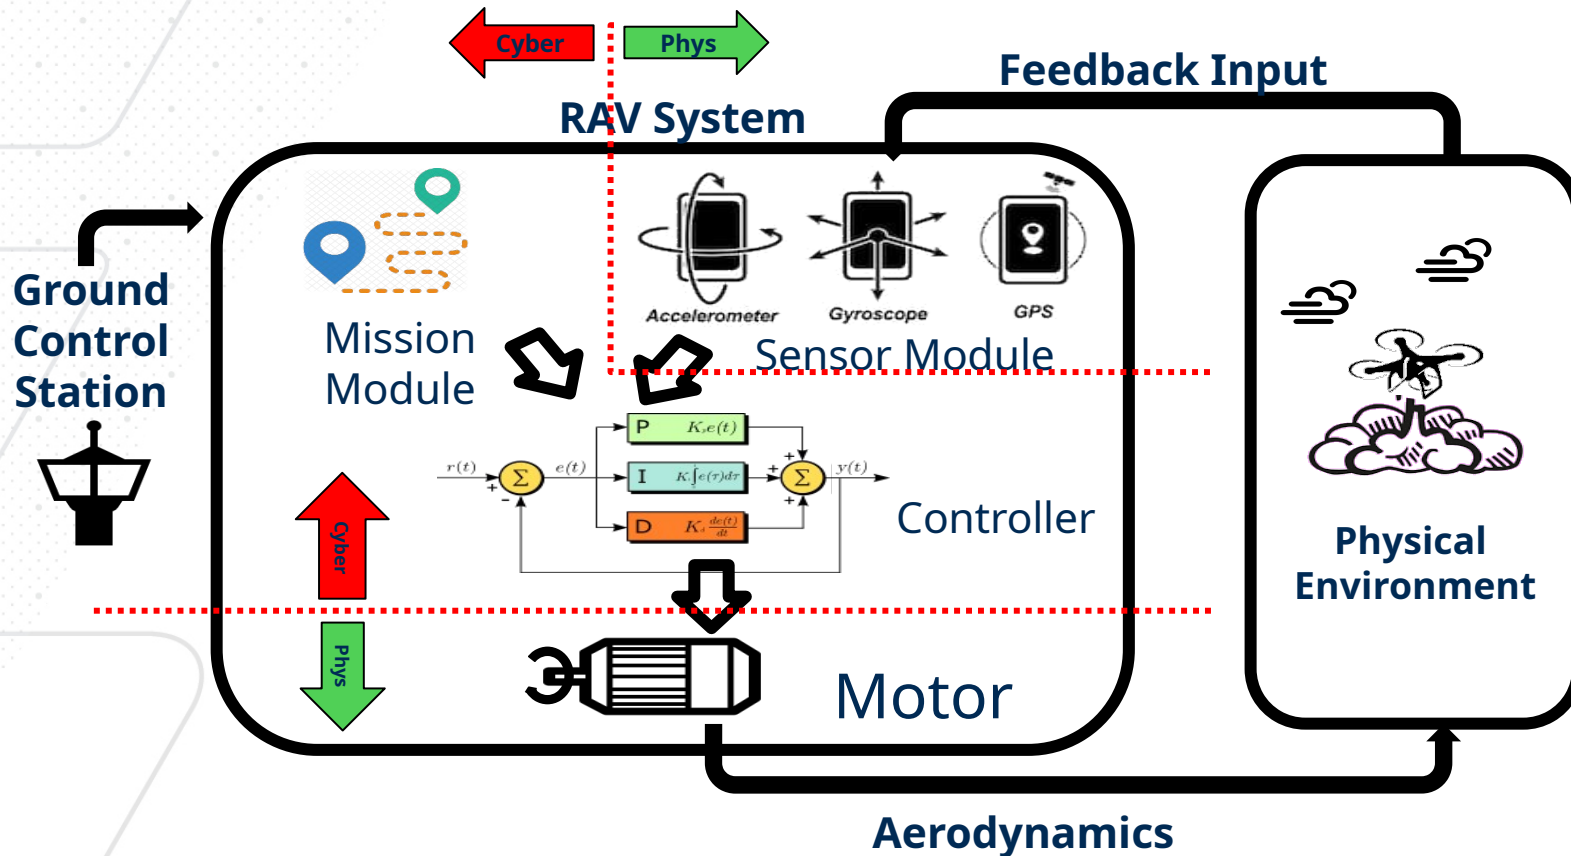 Cyber
Phys
Feedback Input
RAV System
Accelerometer
Gyroscope
GPS
Ground
Control
Station
Mission
Module
Sensor Module
P
r(t)
e(t)
I
y(t)
D
+
-
+
+
+
Σ
Σ
Controller
Cyber
Phys
Physical
Environment
Motor
Aerodynamics